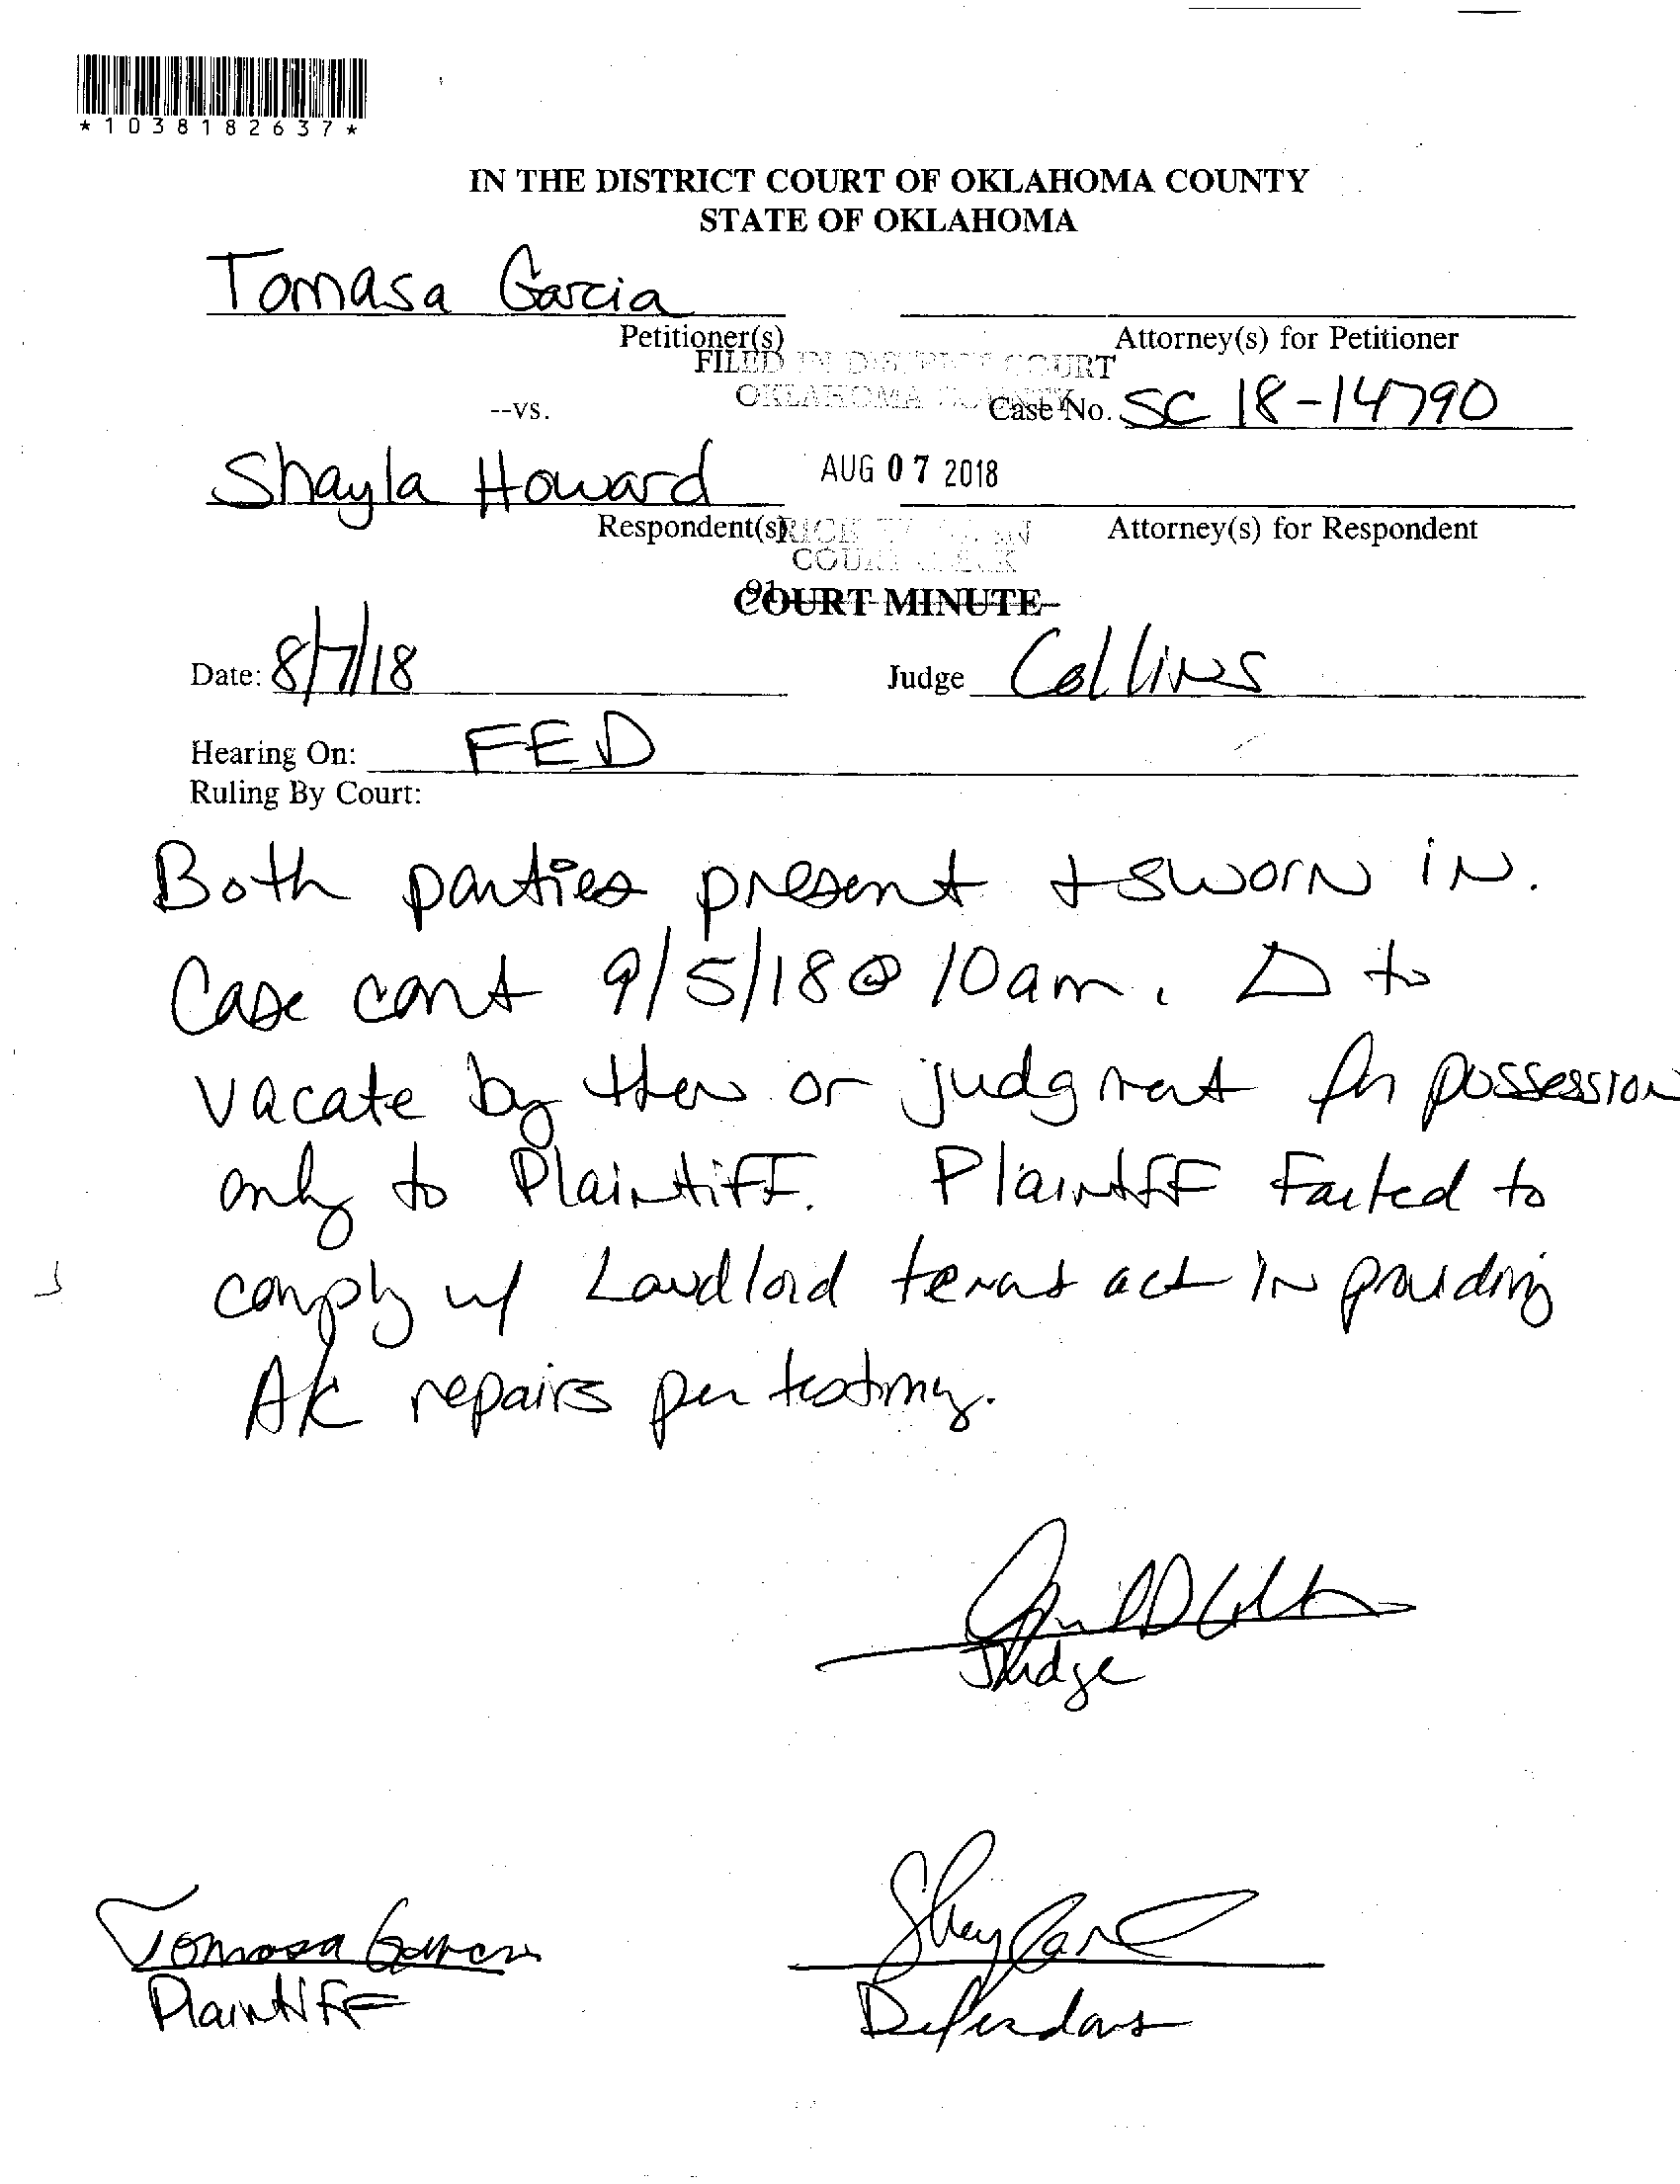 *1038182637*
IN THE DISTRICT COURT OF OKLAHOMA COUNTY
STATE OF OKLAHOMA
Tomasa Garcia
Petitioner(s)
Attorney(s) for Petitioner
FILED IN DISTRICT COURT
OKLAHOMA COUNTY
--vs.
Case No. SC 18-14790
Shayla Howard
AUG 07 2018
Respondent(s)
Attorney(s) for Respondent
RICK
COURT CLERK
COURT MINUTE
Date: 8/7/18
Judge Collins
Hearing On: FED
Ruling By Court:
Both parties present + sworn in.
Case cont 9/5/18 @ 10am. Δ to
vacate by then or judgment for possession
only to Plaintiff. Plaintiff failed to
comply w/ Landlord tenant act in providing
AC repairs per testimony.
Judge
Tomasa Garcia
Plaintiff
Defendant